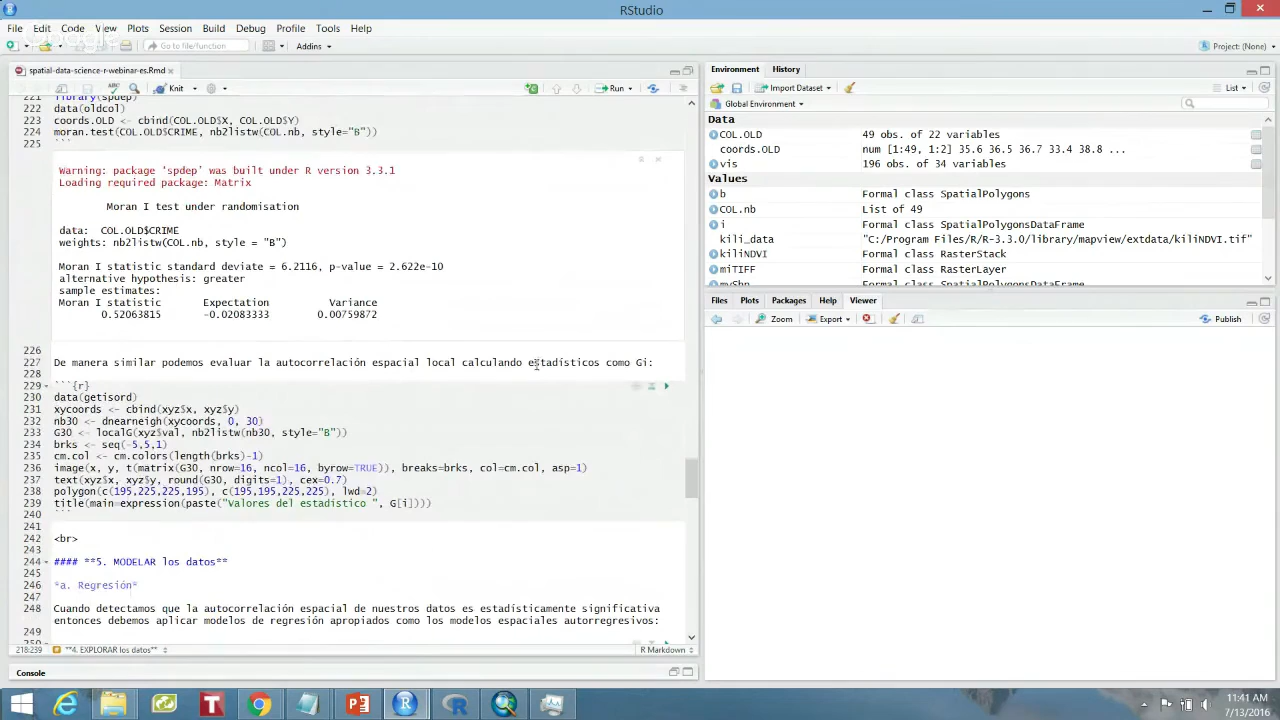 RStudio
File Edit Code View Plots Session Build Debug Profile Tools Help
Go to file/function Addins Project: (None)
spatial-data-science-r-webinar-es.Rmd
Knit Run
221 library(spdep)
222 data(oldcol)
223 coords.OLD <- cbind(COL.OLD$X, COL.OLD$Y)
224 moran.test(COL.OLD$CRIME, nb2listw(COL.nb, style="B"))
225 ```
Warning: package ‘spdep’ was built under R version 3.3.1
Loading required package: Matrix
Moran I test under randomisation
data: COL.OLD$CRIME
weights: nb2listw(COL.nb, style = "B")
Moran I statistic standard deviate = 6.2116, p-value = 2.622e-10
alternative hypothesis: greater
sample estimates:
Moran I statistic Expectation Variance
0.52063815 -0.02083333 0.00759872
226
227 De manera similar podemos evaluar la autocorrelación espacial local calculando estadísticos como Gi:
228
229 ```{r}
230 data(getisord)
231 xycoords <- cbind(xyz$x, xyz$y)
232 nb30 <- dnearneigh(xycoords, 0, 30)
233 G30 <- localG(xyz$val, nb2listw(nb30, style="B"))
234 brks <- seq(-5,5,1)
235 cm.col <- cm.colors(length(brks)-1)
236 image(x, y, t(matrix(G30, nrow=16, ncol=16, byrow=TRUE)), breaks=brks, col=cm.col, asp=1)
237 text(xyz$x, xyz$y, round(G30, digits=1), cex=0.7)
238 polygon(c(195,225,225,195), c(195,195,225,225), lwd=2)
239 title(main=expression(paste("Valores del estadístico ", G[i])))
240 ```
241
242 <br>
243
244 #### **5. MODELAR los datos**
245
246 *a. Regresión*
247
248 Cuando detectamos que la autocorrelación espacial de nuestros datos es estadísticamente significativa
entonces debemos aplicar modelos de regresión apropiados como los modelos espaciales autorregresivos:
249
250
218:239 **4. EXPLORAR los datos** R Markdown
Console
Environment History
Import Dataset List
Global Environment
Data
COL.OLD 49 obs. of 22 variables
coords.OLD num [1:49, 1:2] 35.6 36.5 36.7 33.4 38.8 ...
vis 196 obs. of 34 variables
Values
b Formal class SpatialPolygons
COL.nb List of 49
i Formal class SpatialPolygonsDataFrame
kili_data "C:/Program Files/R/R-3.3.0/library/mapview/extdata/kiliNDVI.tif"
kiliNDVI Formal class RasterStack
miTIFF Formal class RasterLayer
myShp Formal class SpatialPolygonsDataFrame
Files Plots Packages Help Viewer
Zoom Export Publish
11:41 AM
7/13/2016